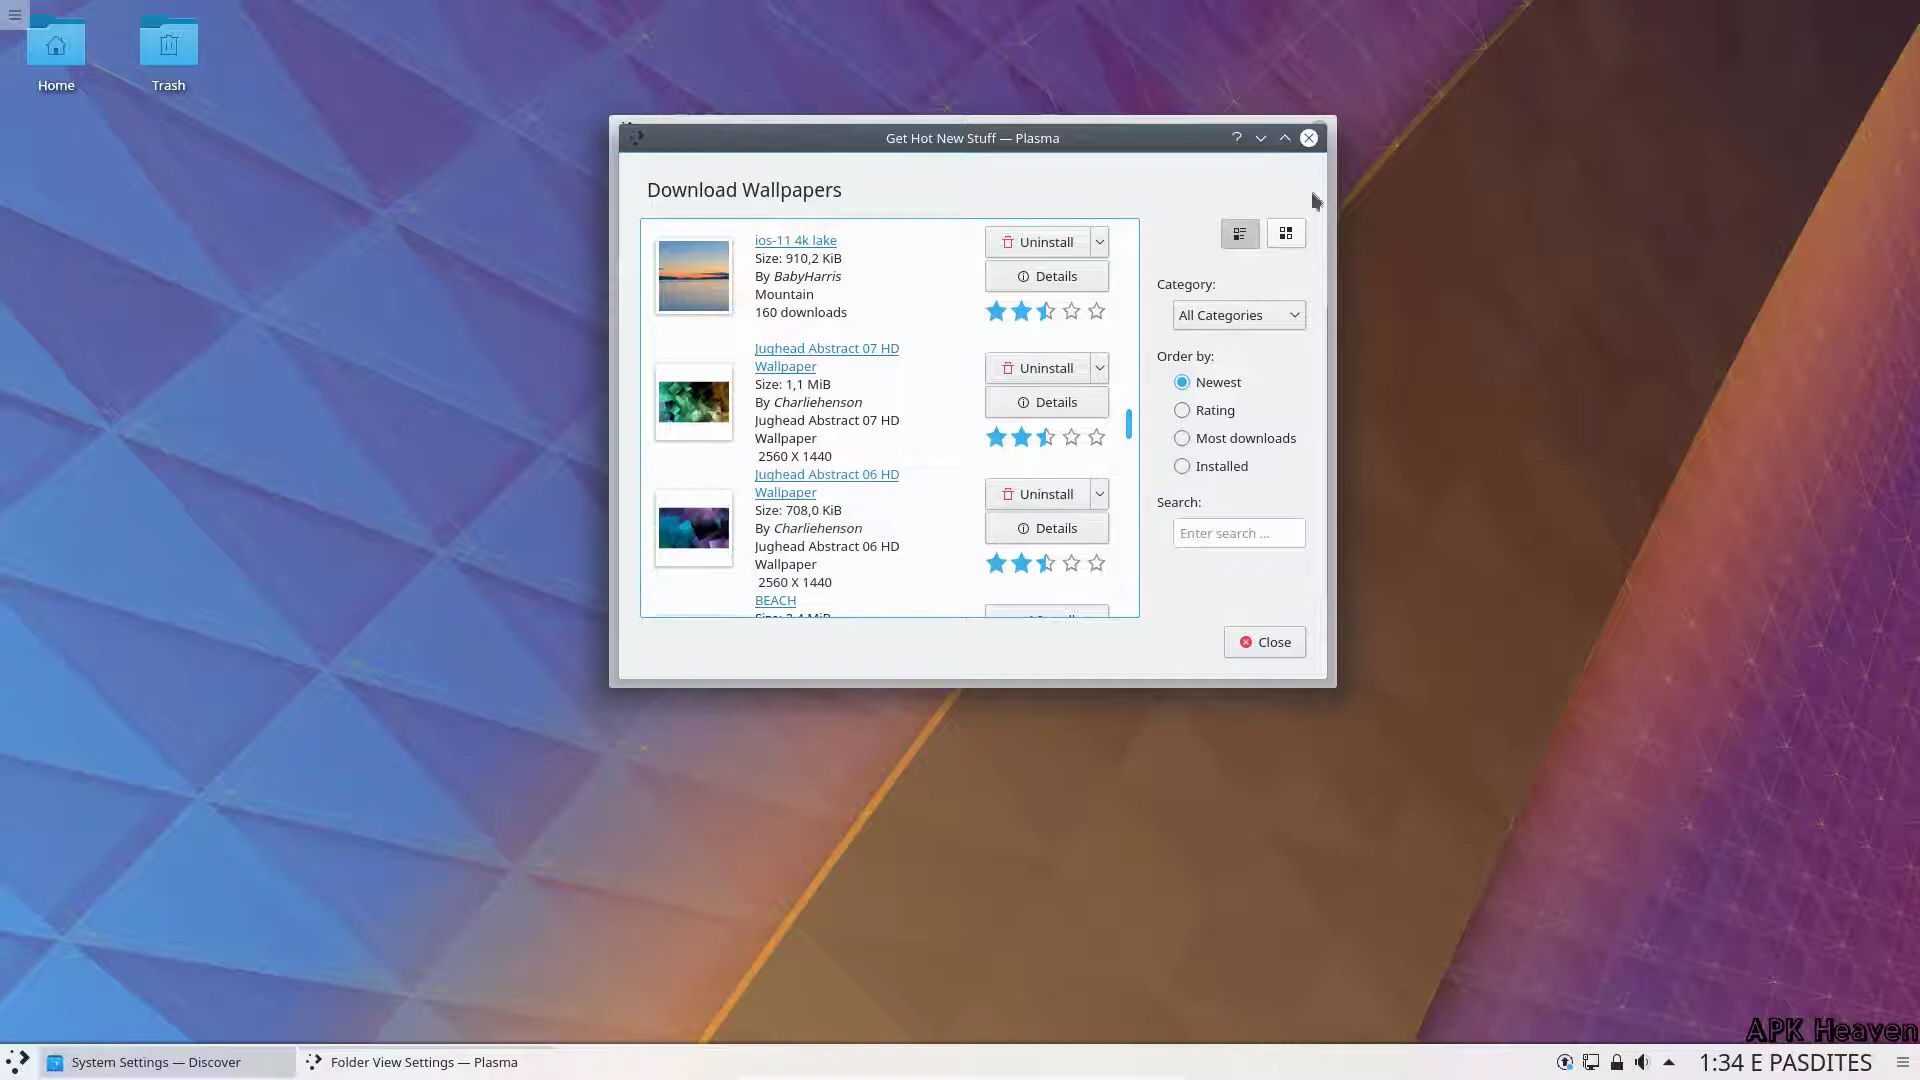 Home
Trash
Get Hot New Stuff — Plasma
Download Wallpapers
ios-11 4k lake
Size: 910,2 KiB
By BabyHarris
Mountain
160 downloads
Uninstall
Details
Jughead Abstract 07 HD
Wallpaper
Size: 1,1 MiB
By Charliehenson
Jughead Abstract 07 HD
Wallpaper
2560 X 1440
Uninstall
Details
Jughead Abstract 06 HD
Wallpaper
Size: 708,0 KiB
By Charliehenson
Jughead Abstract 06 HD
Wallpaper
2560 X 1440
Uninstall
Details
BEACH
Category:
All Categories
Order by:
Newest
Rating
Most downloads
Installed
Search:
Enter search ...
Close
APK Heaven
System Settings — Discover
Folder View Settings — Plasma
1:34 E PASDITES